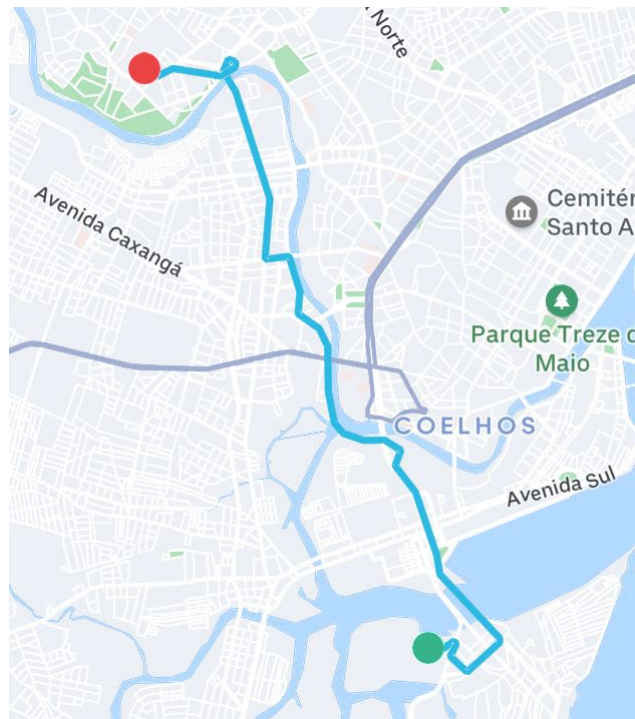 Norte
Cemitér
Santo A
Avenida Caxangá
Parque Treze d
Maio
COELHOS
Avenida Sul